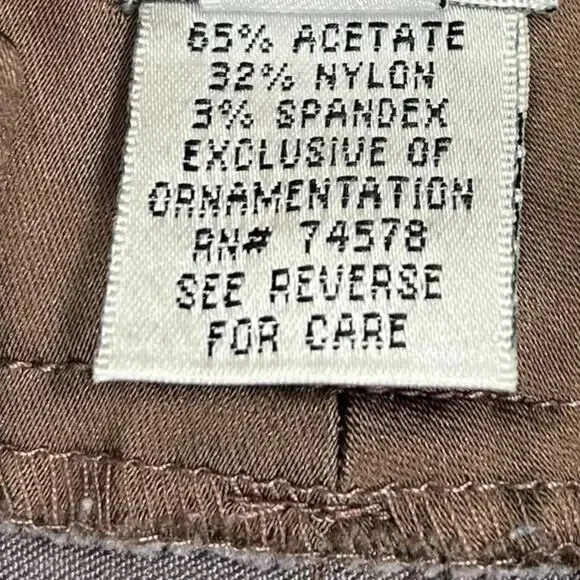 65% ACETATE
32% NYLON
3% SPANDEX
EXCLUSIVE OF
ORNAMENTATION
RN# 74578
SEE REVERSE
FOR CARE